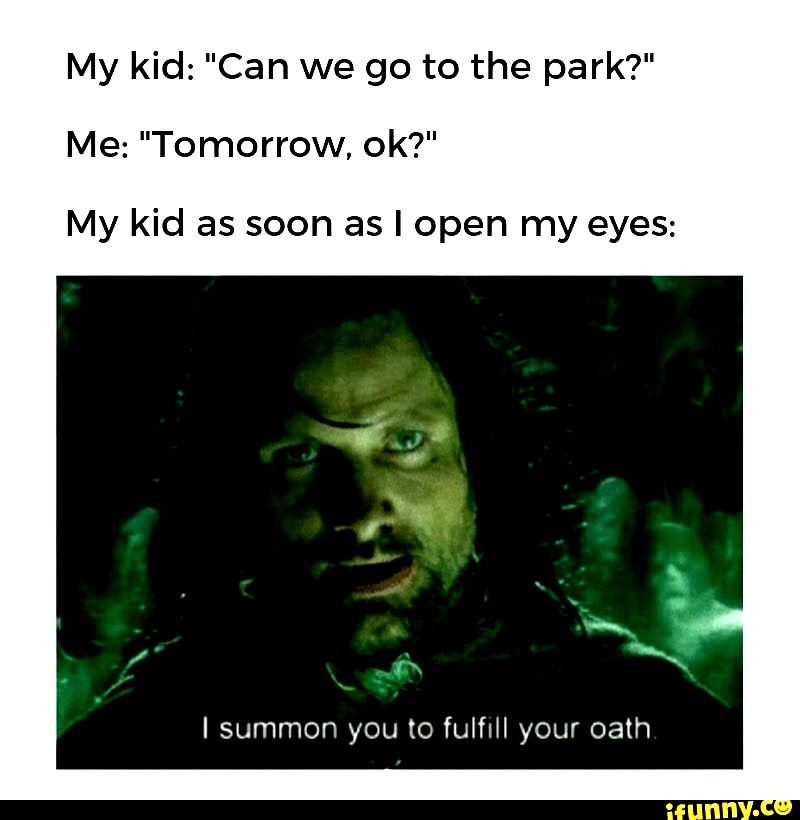 My kid: "Can we go to the park?"
Me: "Tomorrow, ok?"
My kid as soon as I open my eyes:
I summon you to fulfill your oath.
ifunny.co